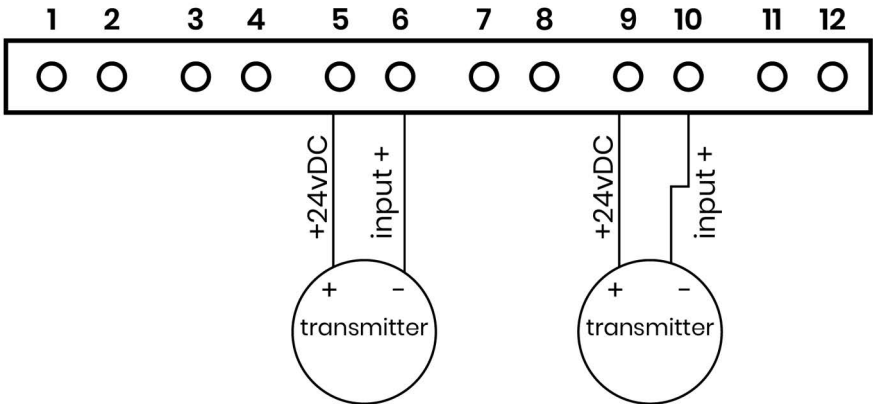 1 2 3 4 5 6 7 8 9 10 11 12
+24vDC
input +
+24vDC
input +
+ −
transmitter
+ −
transmitter